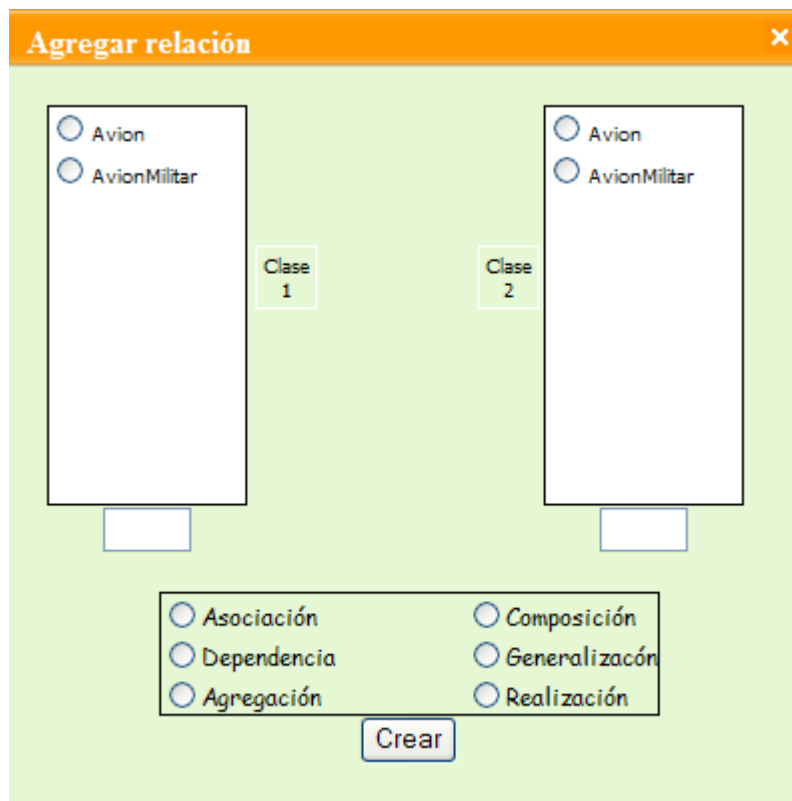 Agregar relación
Avion
AvionMilitar
Clase
1
Clase
2
Avion
AvionMilitar
Asociación
Composición
Dependencia
Generalizacón
Agregación
Realización
Crear